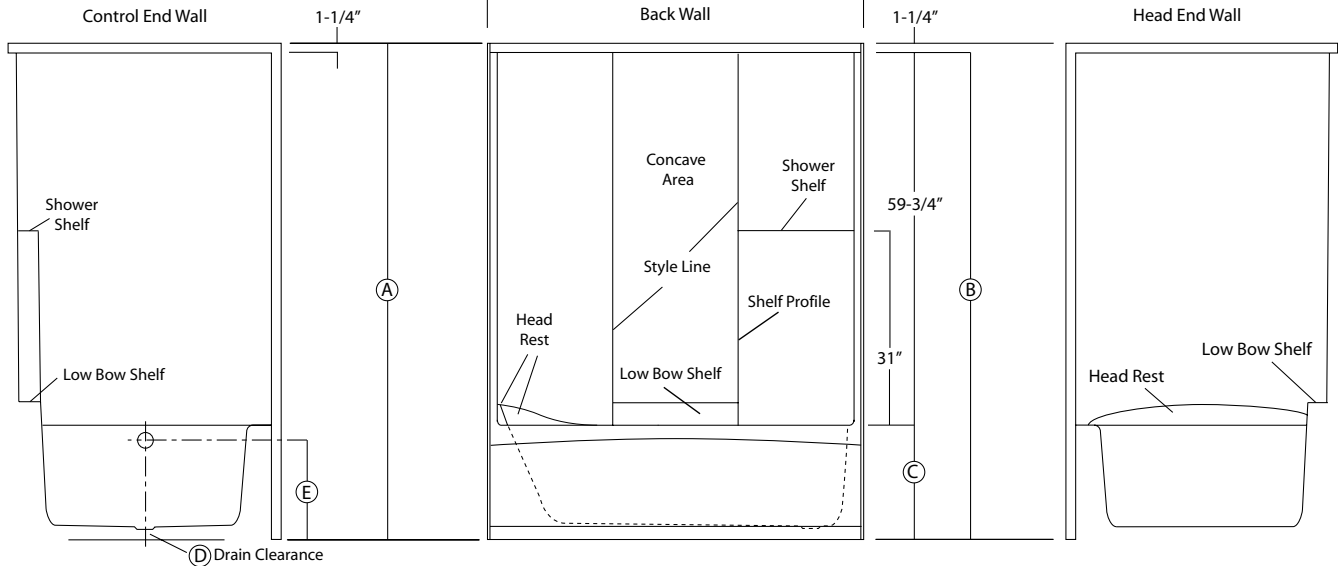 Control End Wall
1-1/4”
Back Wall
1-1/4”
Head End Wall
Concave
Area
Shower
Shelf
Shower
Shelf
59-3/4”
Style Line
A
B
Shelf Profile
Head
Rest
31”
Low Bow Shelf
Low Bow Shelf
Low Bow Shelf
Head Rest
C
E
D Drain Clearance